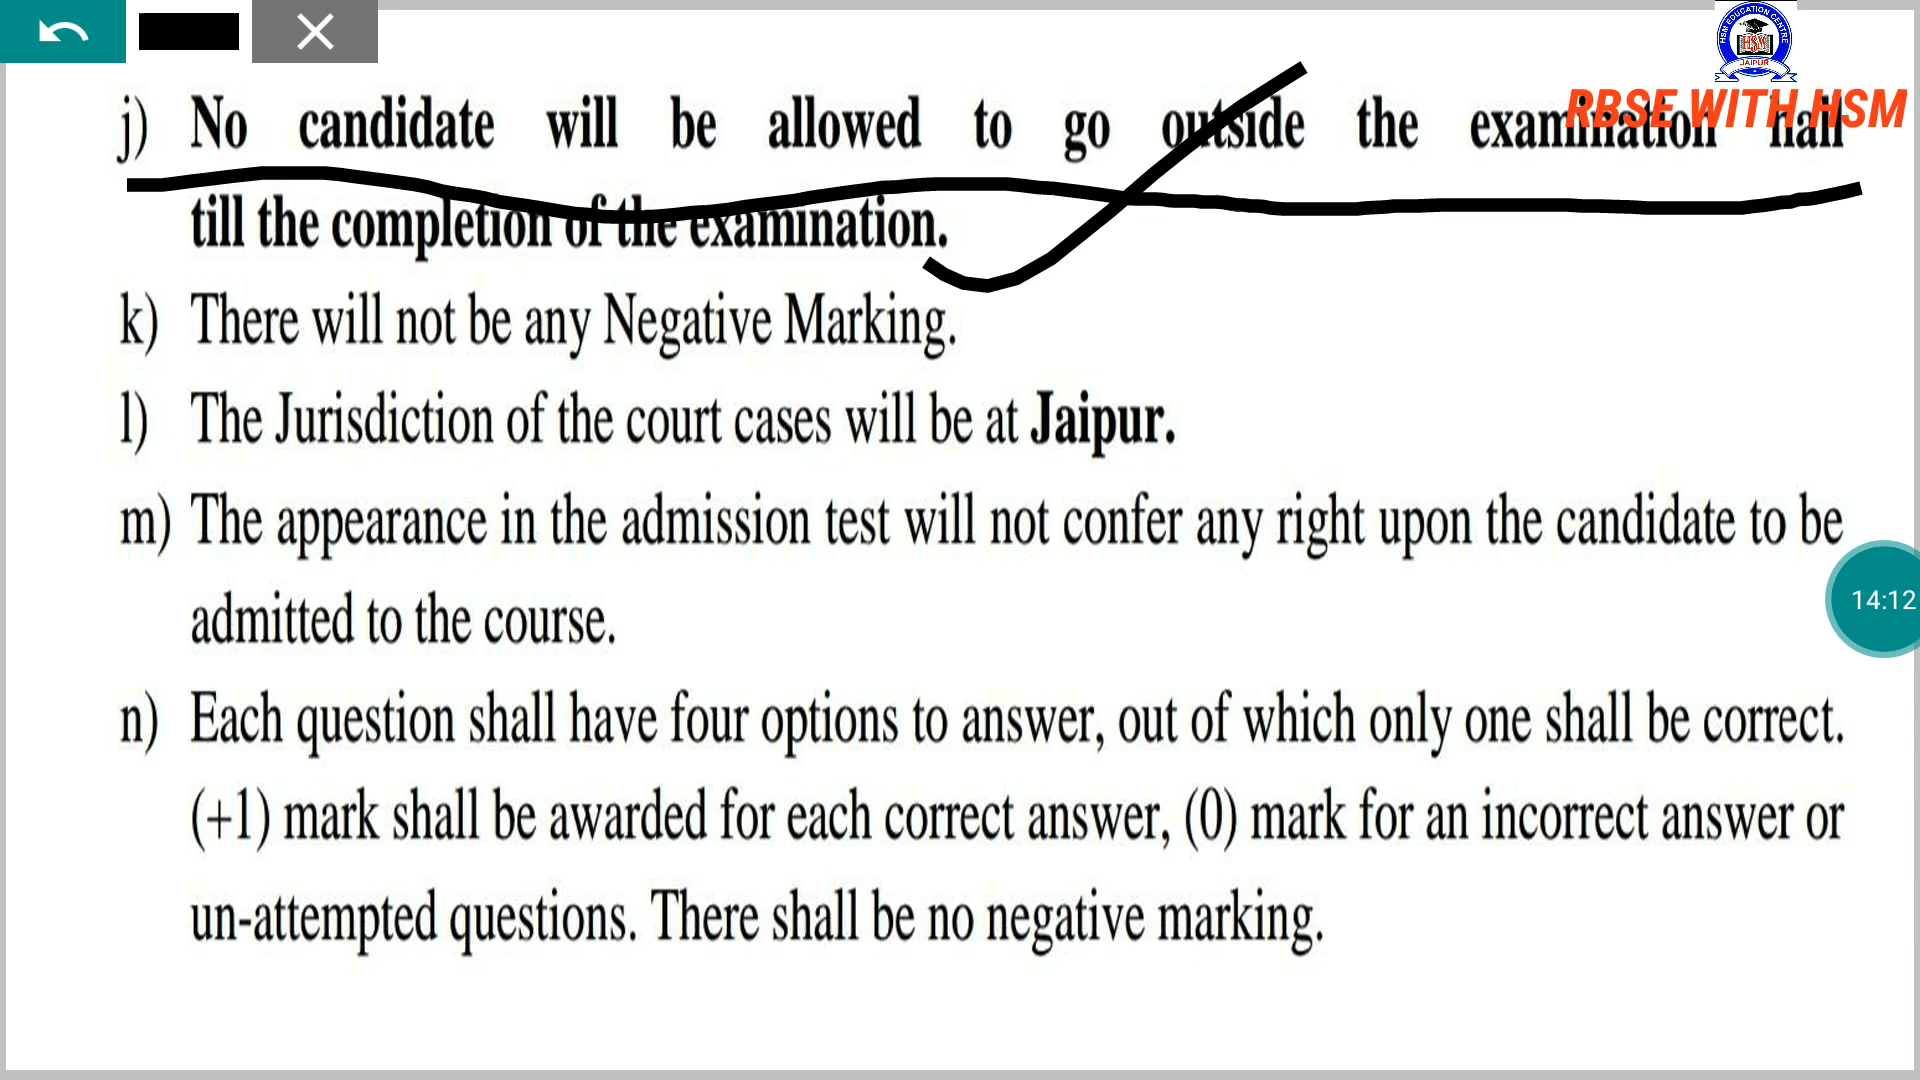 HSM EDUCATION CENTRE
HSM
JAIPUR
RBSE WITH HSM
j) No candidate will be allowed to go outside the examination hall
till the completion of the examination.
k) There will not be any Negative Marking.
l) The Jurisdiction of the court cases will be at Jaipur.
m) The appearance in the admission test will not confer any right upon the candidate to be
admitted to the course.
14:12
n) Each question shall have four options to answer, out of which only one shall be correct.
(+1) mark shall be awarded for each correct answer, (0) mark for an incorrect answer or
un-attempted questions. There shall be no negative marking.